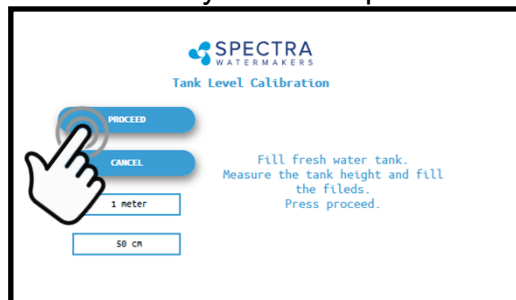 SPECTRA
WATERMAKERS
Tank Level Calibration
PROCEED
CANCEL
1 meter
50 cm
Fill fresh water tank.
Measure the tank height and fill
the fileds.
Press proceed.